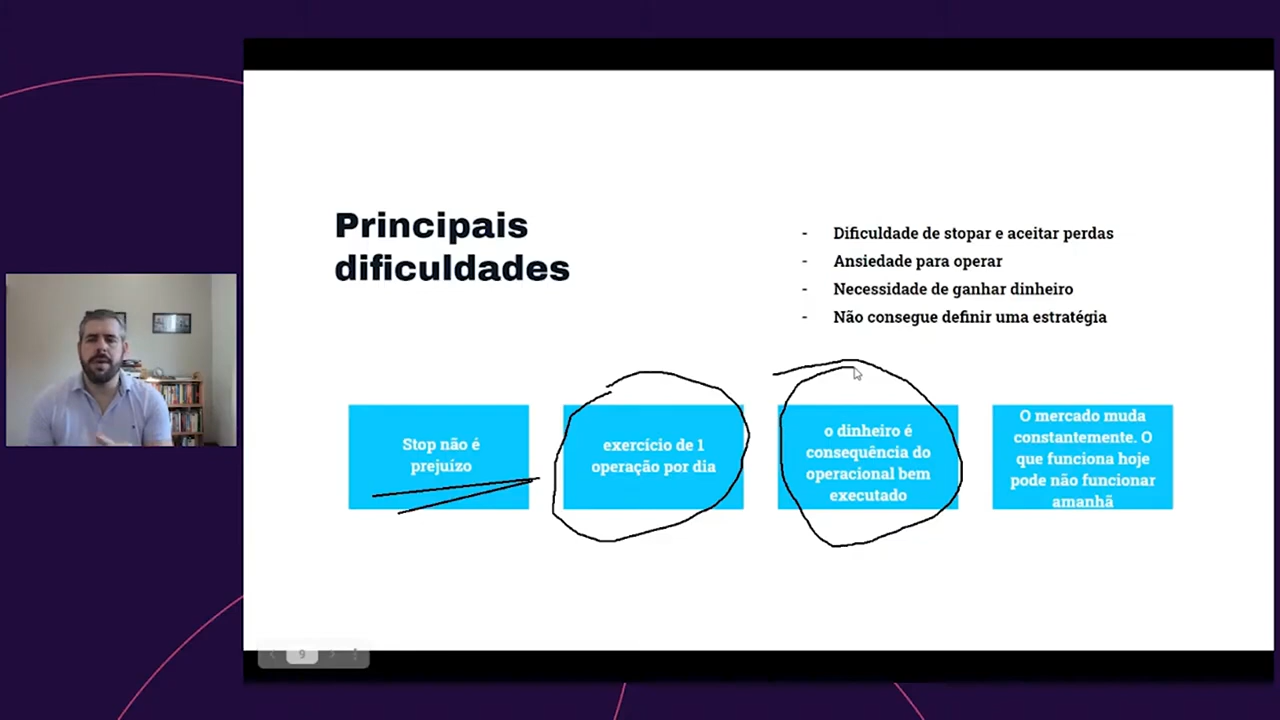 Principais
dificuldades
- Dificuldade de stopar e aceitar perdas
- Ansiedade para operar
- Necessidade de ganhar dinheiro
- Não consegue definir uma estratégia
Stop não é
prejuízo
exercício de 1
operação por dia
o dinheiro é
consequência do
operacional bem
executado
O mercado muda
constantemente. O
que funciona hoje
pode não funcionar
amanhã
9